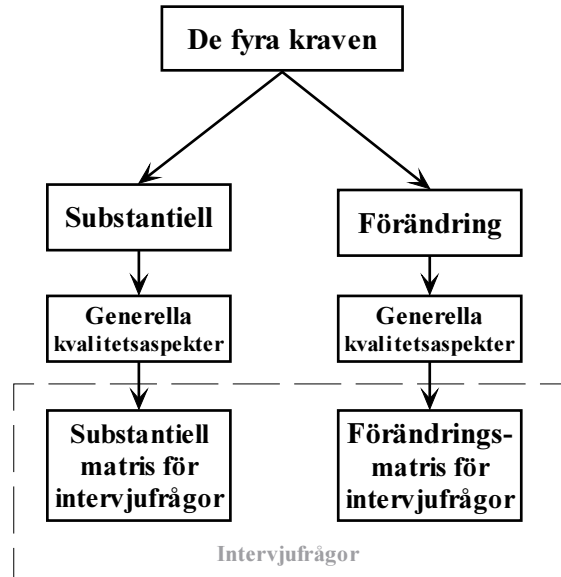 De fyra kraven
Substantiell
Förändring
Generella
kvalitetsaspekter
Generella
kvalitetsaspekter
Substantiell
matris för
intervjufrågor
Förändrings-
matris för
intervjufrågor
Intervjufrågor